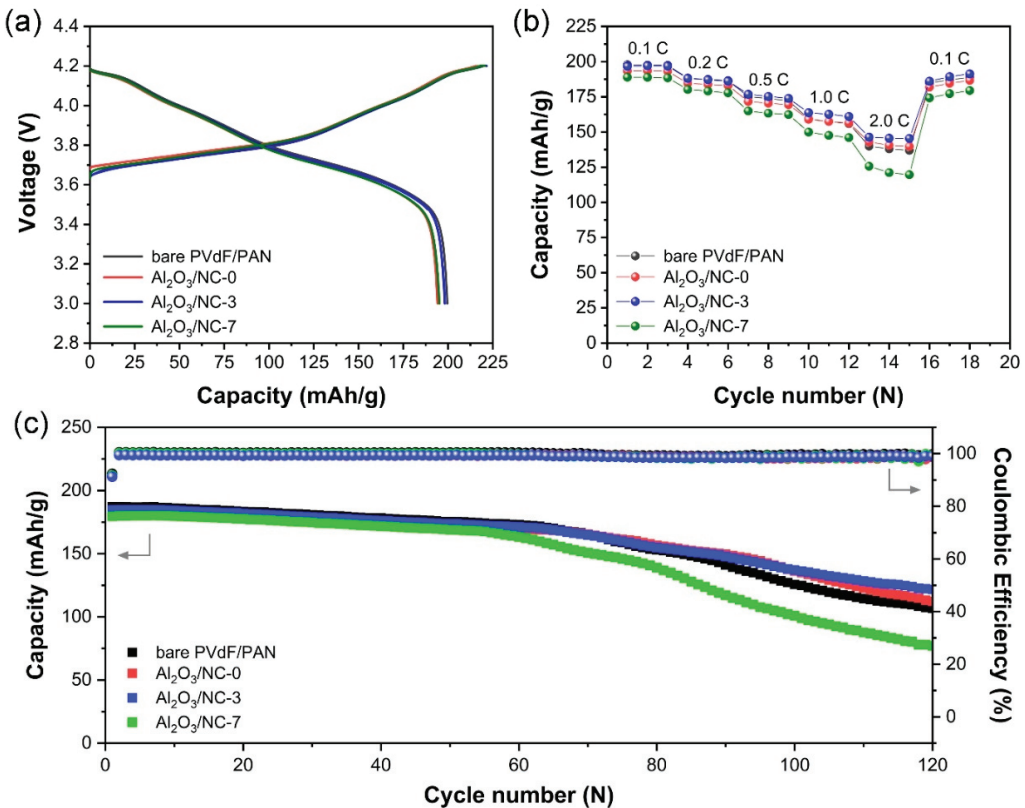 (a)
4.4
4.2
4.0
3.8
3.6
3.4
3.2
3.0
2.8
Voltage (V)
bare PVdF/PAN
Al₂O₃/NC-0
Al₂O₃/NC-3
Al₂O₃/NC-7
0 25 50 75 100 125 150 175 200 225
Capacity (mAh/g)
(b)
225
200
175
150
125
100
75
50
25
0
Capacity (mAh/g)
0.1 C
0.2 C
0.5 C
1.0 C
2.0 C
0.1 C
bare PVdF/PAN
Al₂O₃/NC-0
Al₂O₃/NC-3
Al₂O₃/NC-7
0 2 4 6 8 10 12 14 16 18
Cycle number (N)
(c)
250
200
150
100
50
0
Capacity (mAh/g)
bare PVdF/PAN
Al₂O₃/NC-0
Al₂O₃/NC-3
Al₂O₃/NC-7
100
80
60
40
20
0
Coulombic Efficiency (%)
0 20 40 60 80 100 120
Cycle number (N)